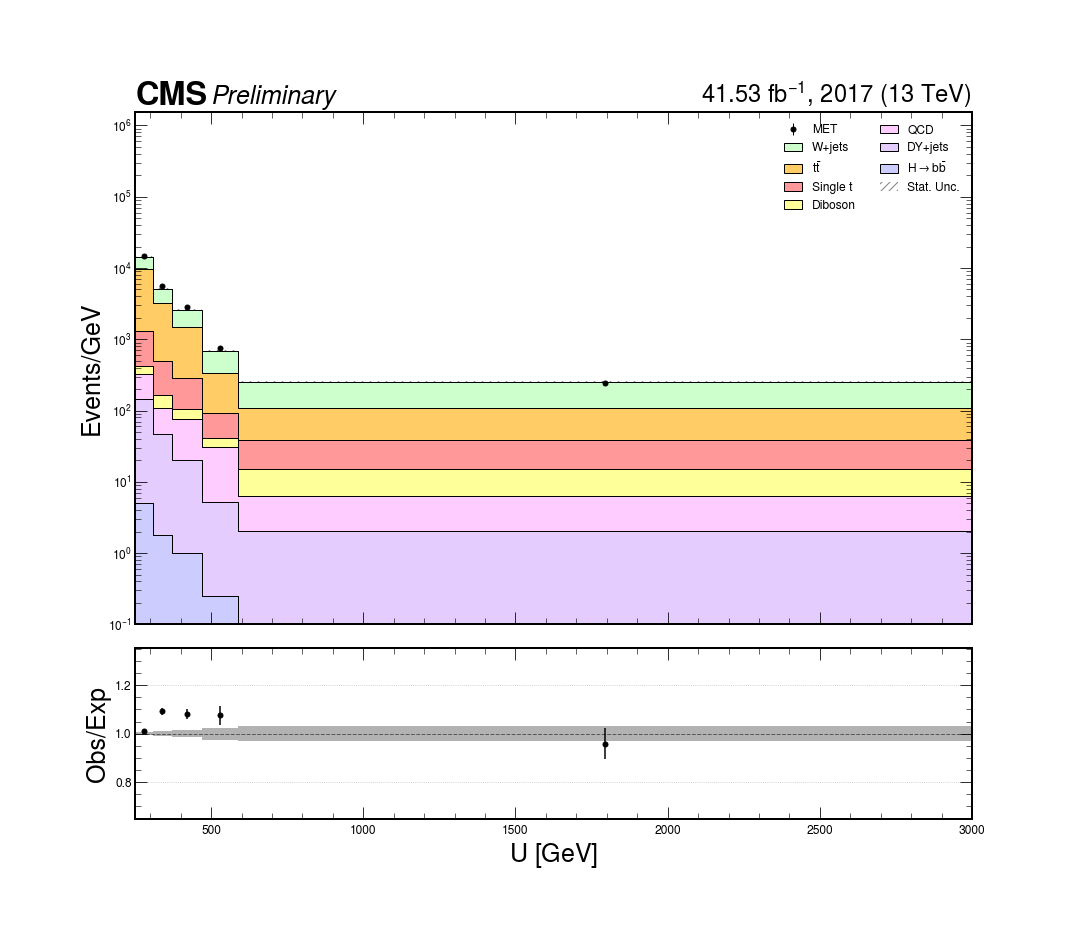 CMS Preliminary
41.53 fb⁻¹, 2017 (13 TeV)
MET
W+jets
tt̄
Single t
Diboson
QCD
DY+jets
H→bb̄
Stat. Unc.
Events/GeV
10⁶
10⁵
10⁴
10³
10²
10¹
10⁰
10⁻¹
Obs/Exp
1.2
1.0
0.8
500
1000
1500
2000
2500
3000
U [GeV]